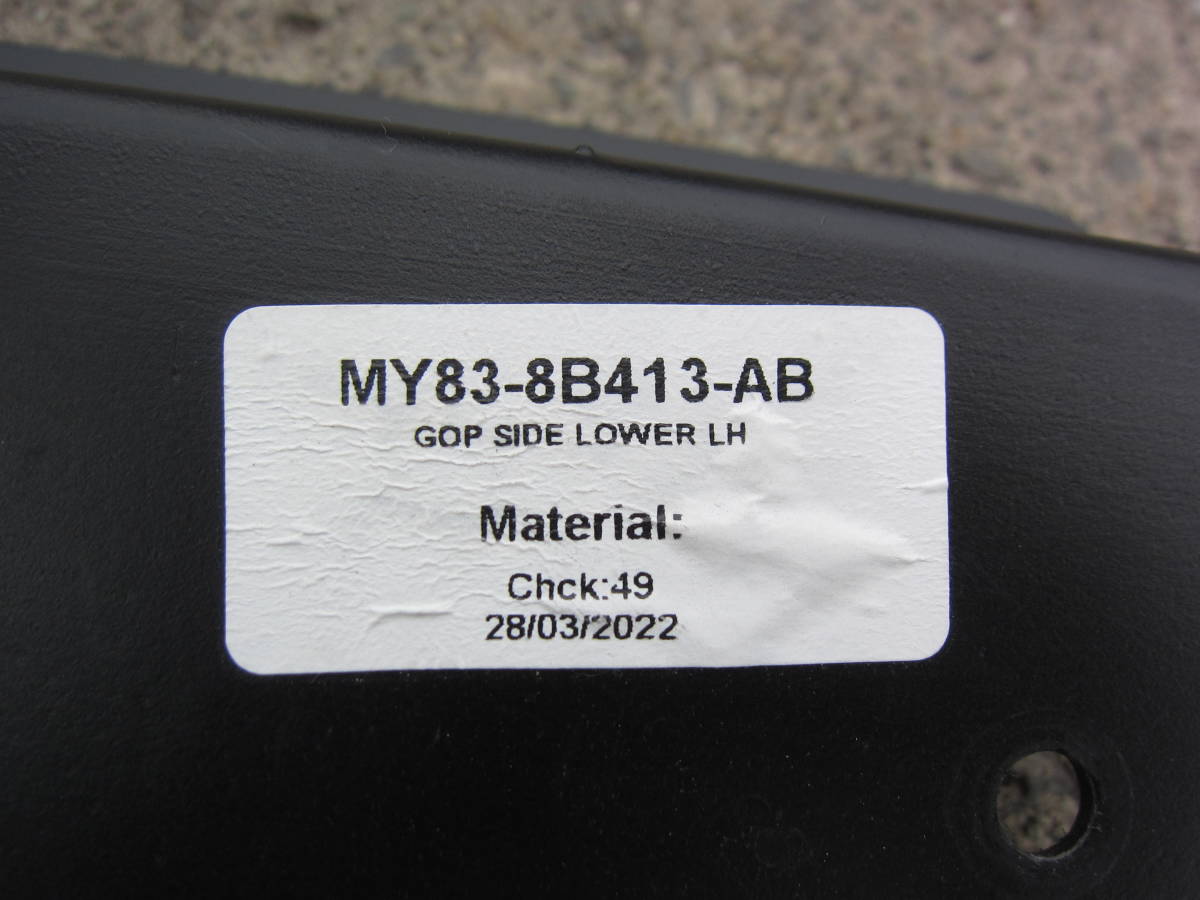 MY83-8B413-AB
GOP SIDE LOWER LH
Material:
Chck:49
28/03/2022